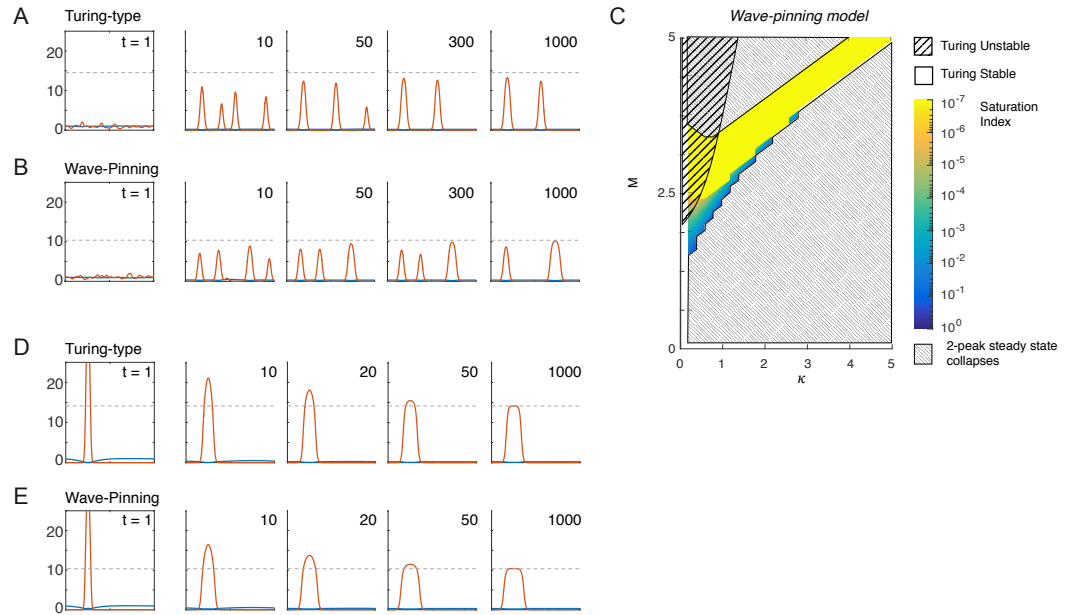 A
Turing-type
t = 1
10
50
300
1000
20
10
0
B
Wave-Pinning
t = 1
10
50
300
1000
20
10
0
C
Wave-pinning model
5
2.5
0
M
0
1
2
3
4
5
κ
Turing Unstable
Turing Stable
Saturation
Index
10^-7
10^-6
10^-5
10^-4
10^-3
10^-2
10^-1
10^0
2-peak steady state
collapses
D
Turing-type
t = 1
10
20
50
1000
20
10
0
E
Wave-Pinning
t = 1
10
20
50
1000
20
10
0